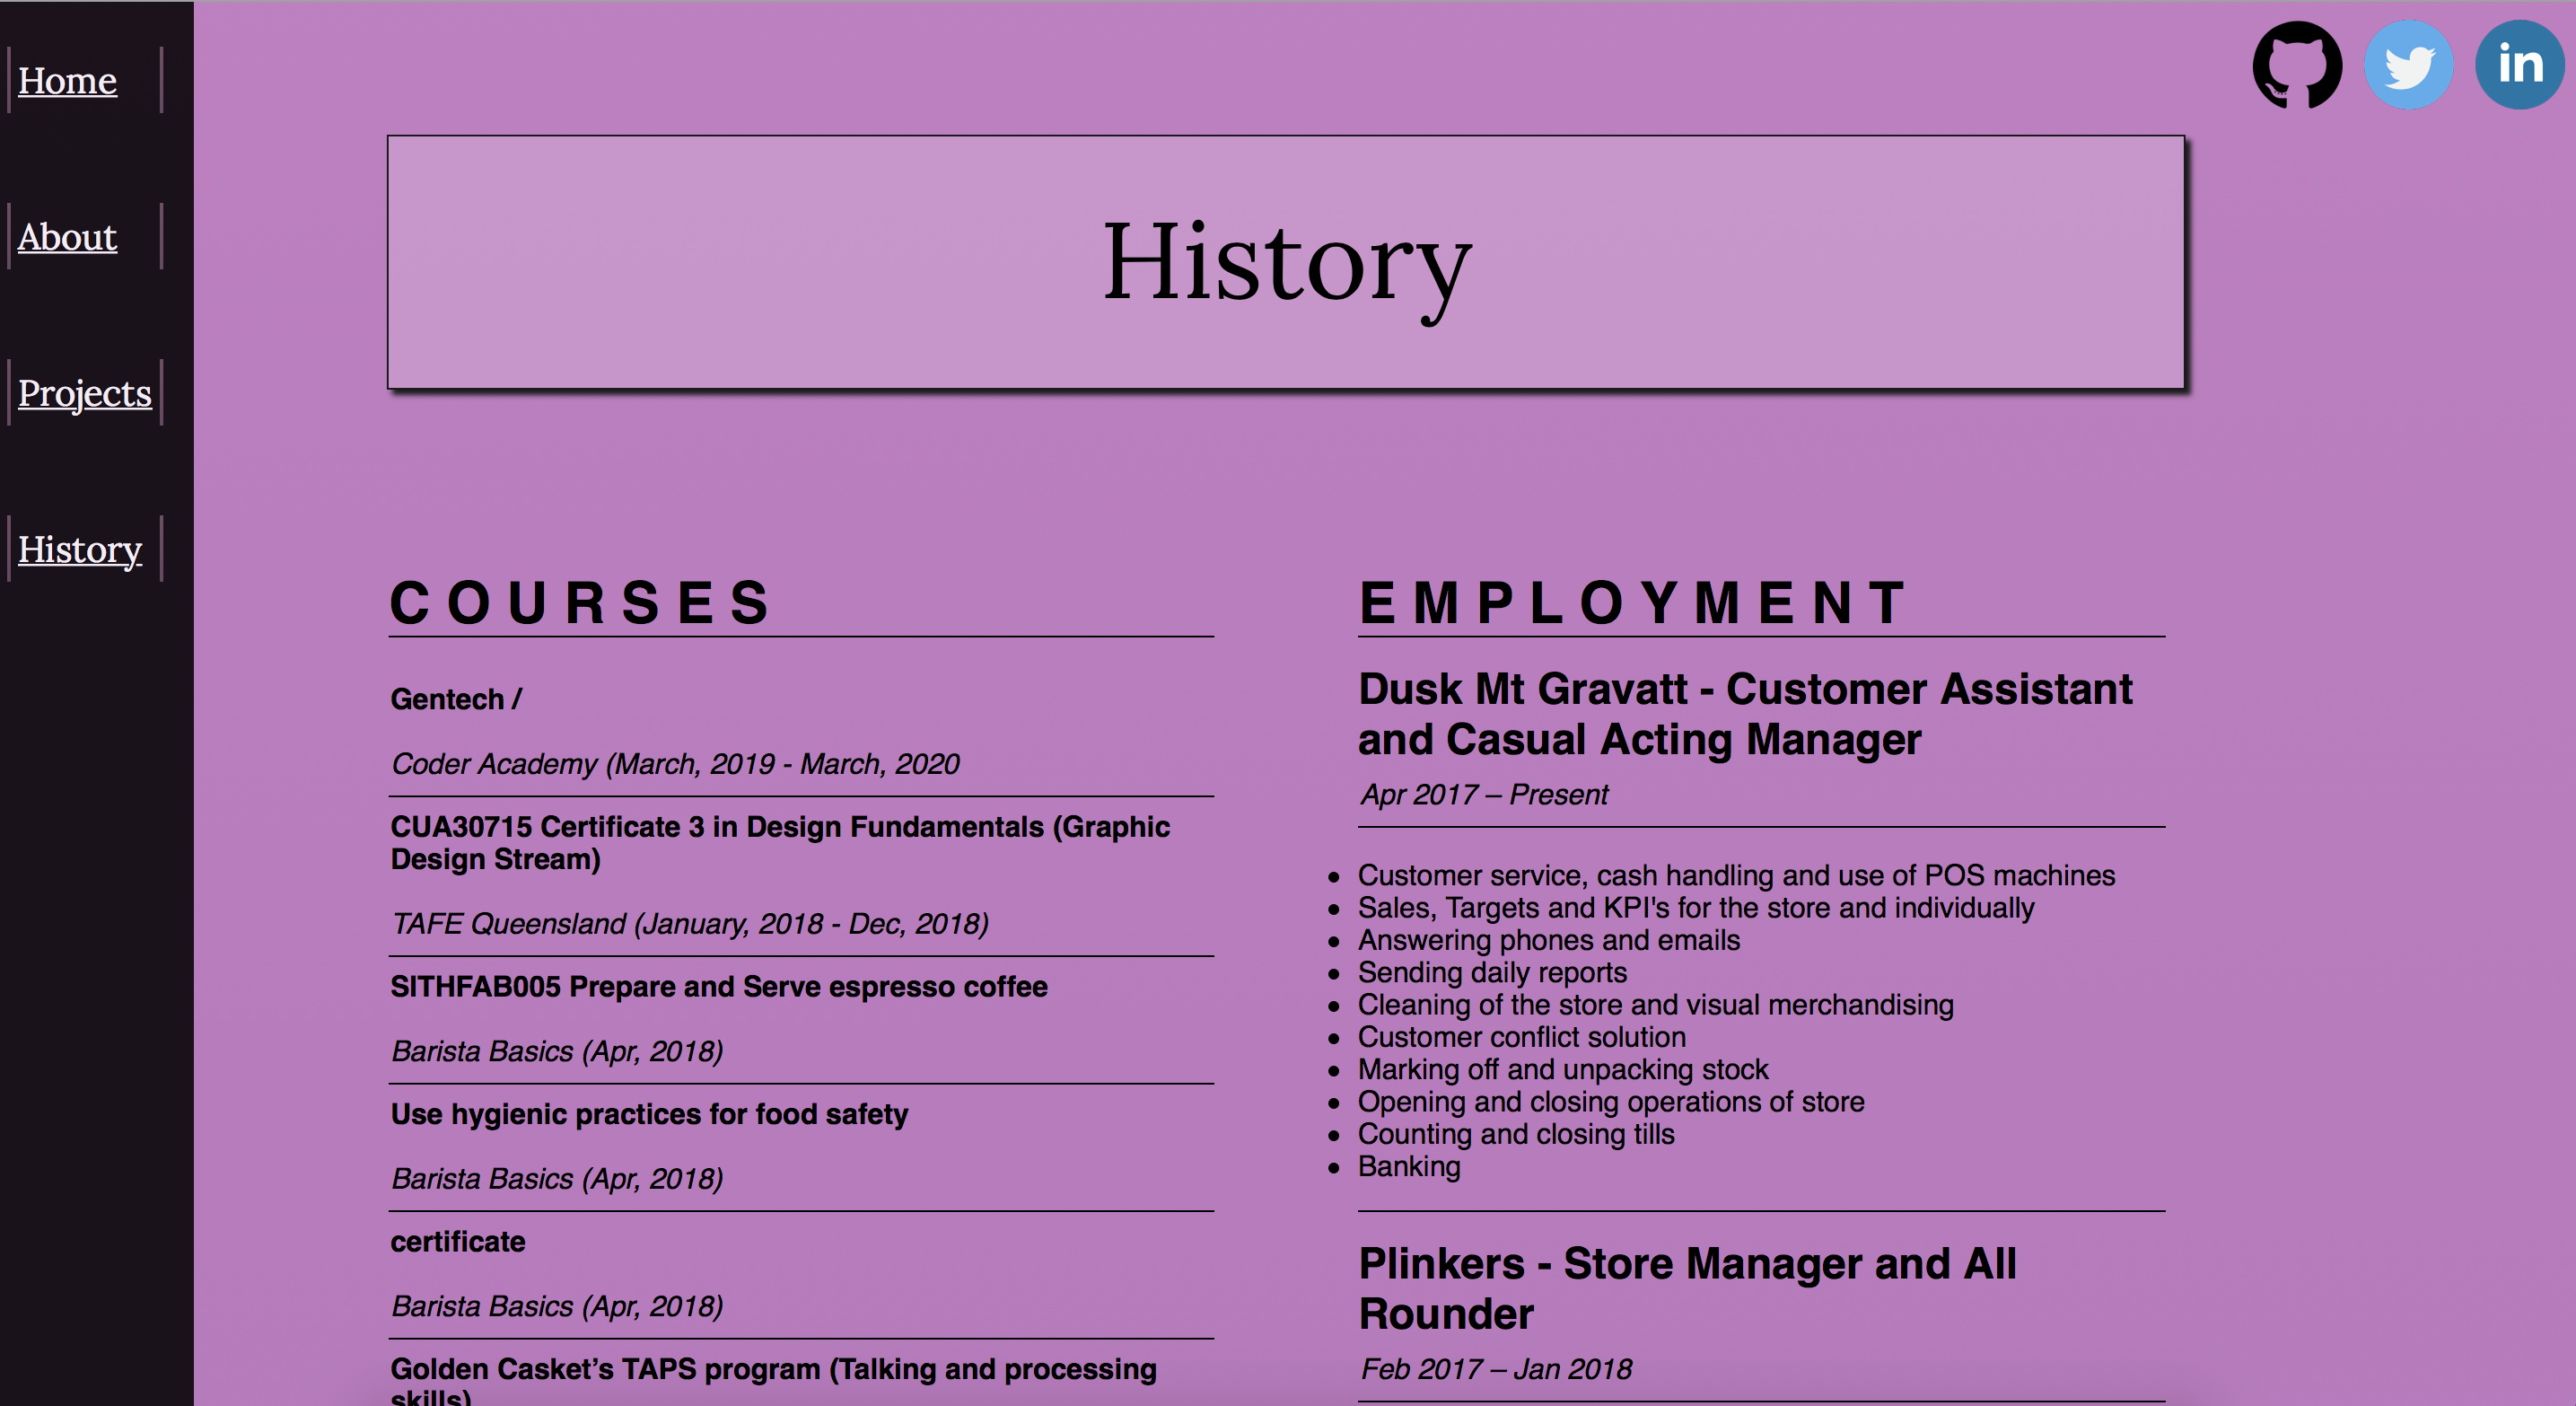 Home
About
Projects
History
in
History
COURSES
Gentech /
Coder Academy (March, 2019 - March, 2020
CUA30715 Certificate 3 in Design Fundamentals (Graphic
Design Stream)
TAFE Queensland (January, 2018 - Dec, 2018)
SITHFAB005 Prepare and Serve espresso coffee
Barista Basics (Apr, 2018)
Use hygienic practices for food safety
Barista Basics (Apr, 2018)
certificate
Barista Basics (Apr, 2018)
Golden Casket’s TAPS program (Talking and processing
skills)
EMPLOYMENT
Dusk Mt Gravatt - Customer Assistant
and Casual Acting Manager
Apr 2017 – Present
Customer service, cash handling and use of POS machines
Sales, Targets and KPI's for the store and individually
Answering phones and emails
Sending daily reports
Cleaning of the store and visual merchandising
Customer conflict solution
Marking off and unpacking stock
Opening and closing operations of store
Counting and closing tills
Banking
Plinkers - Store Manager and All
Rounder
Feb 2017 – Jan 2018